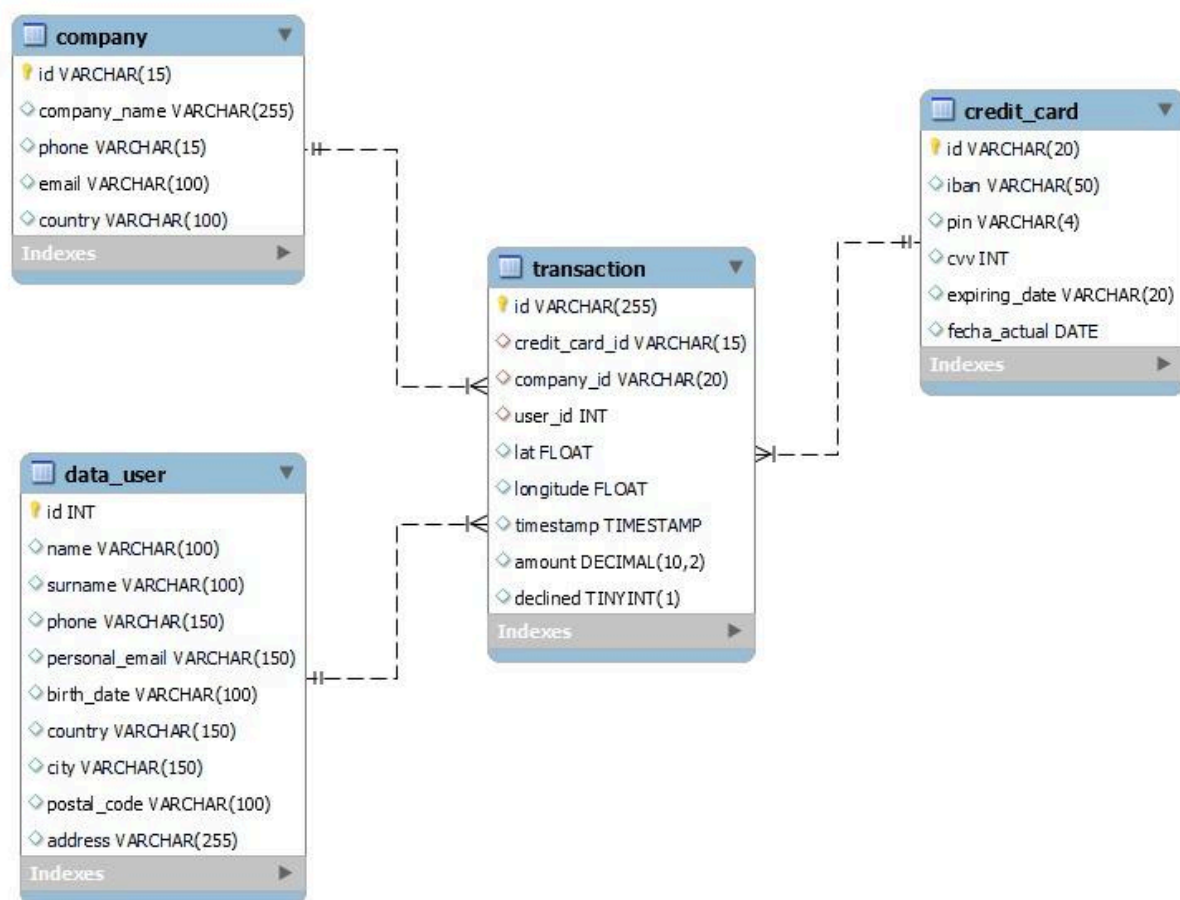 company
id VARCHAR(15)
company_name VARCHAR(255)
phone VARCHAR(15)
email VARCHAR(100)
country VARCHAR(100)
Indexes
credit_card
id VARCHAR(20)
iban VARCHAR(50)
pin VARCHAR(4)
cvv INT
expiring_date VARCHAR(20)
fecha_actual DATE
Indexes
transaction
id VARCHAR(255)
credit_card_id VARCHAR(15)
company_id VARCHAR(20)
user_id INT
lat FLOAT
longitude FLOAT
timestamp TIMESTAMP
amount DECIMAL(10,2)
declined TINYINT(1)
Indexes
data_user
id INT
name VARCHAR(100)
surname VARCHAR(100)
phone VARCHAR(150)
personal_email VARCHAR(150)
birth_date VARCHAR(100)
country VARCHAR(150)
city VARCHAR(150)
postal_code VARCHAR(100)
address VARCHAR(255)
Indexes